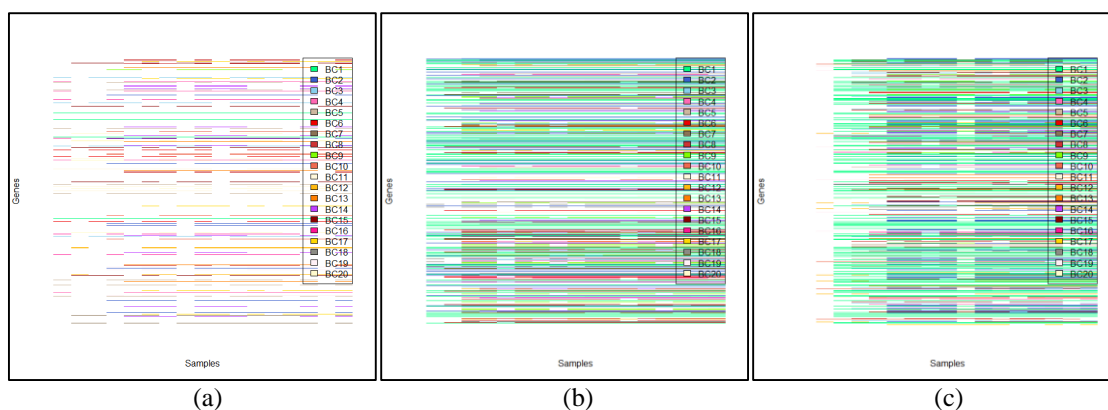 Genes
BC1
BC2
BC3
BC4
BC5
BC6
BC7
BC8
BC9
BC10
BC11
BC12
BC13
BC14
BC15
BC16
BC17
BC18
BC19
BC20
Samples
(a)
Genes
BC1
BC2
BC3
BC4
BC5
BC6
BC7
BC8
BC9
BC10
BC11
BC12
BC13
BC14
BC15
BC16
BC17
BC18
BC19
BC20
Samples
(b)
Genes
BC1
BC2
BC3
BC4
BC5
BC6
BC7
BC8
BC9
BC10
BC11
BC12
BC13
BC14
BC15
BC16
BC17
BC18
BC19
BC20
Samples
(c)